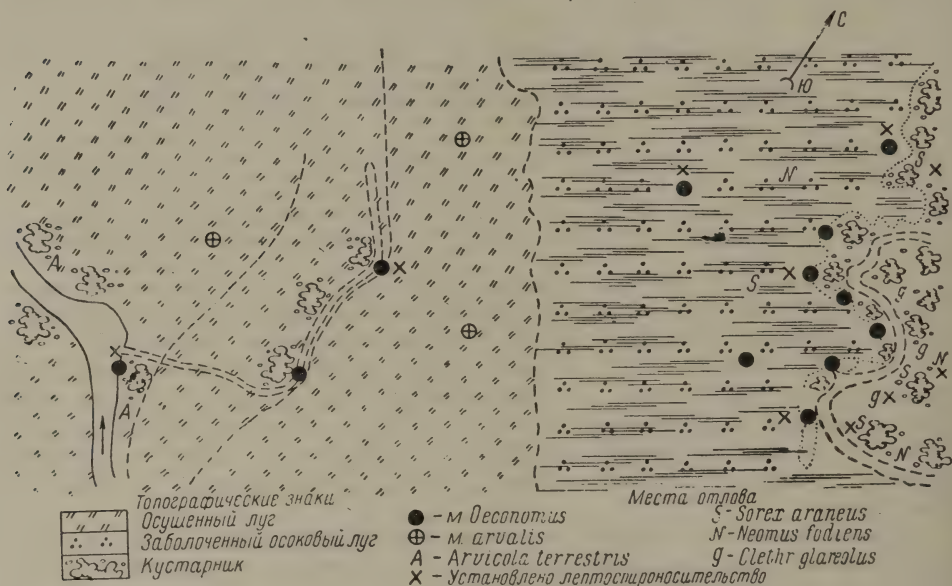 С
Ю
N
S
S
A
g
g
N
S
g
S
N
A
Топографические знаки
Осушенный луг
Заболоченный осоковый луг
Кустарник
Места отлова
- м Oeconomus
- м arvalis
A - Arvicola terrestris
X - Установлено лептоспироносительство
S - Sorex araneus
N - Neomus fodiens
g - Clethr glareolus